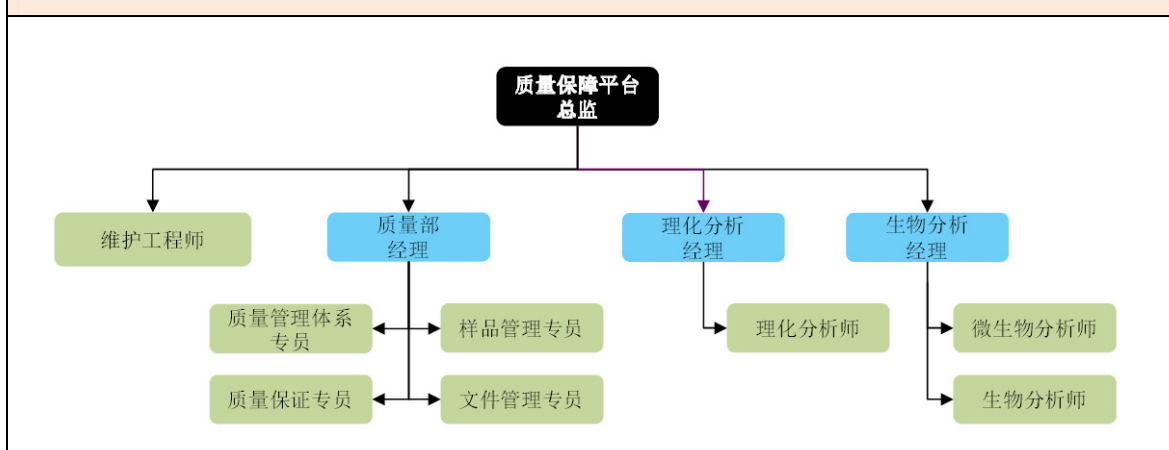 质量保障平台
总监
维护工程师
质量部
经理
理化分析
经理
生物分析
经理
质量管理体系
专员
样品管理专员
理化分析师
微生物分析师
质量保证专员
文件管理专员
生物分析师